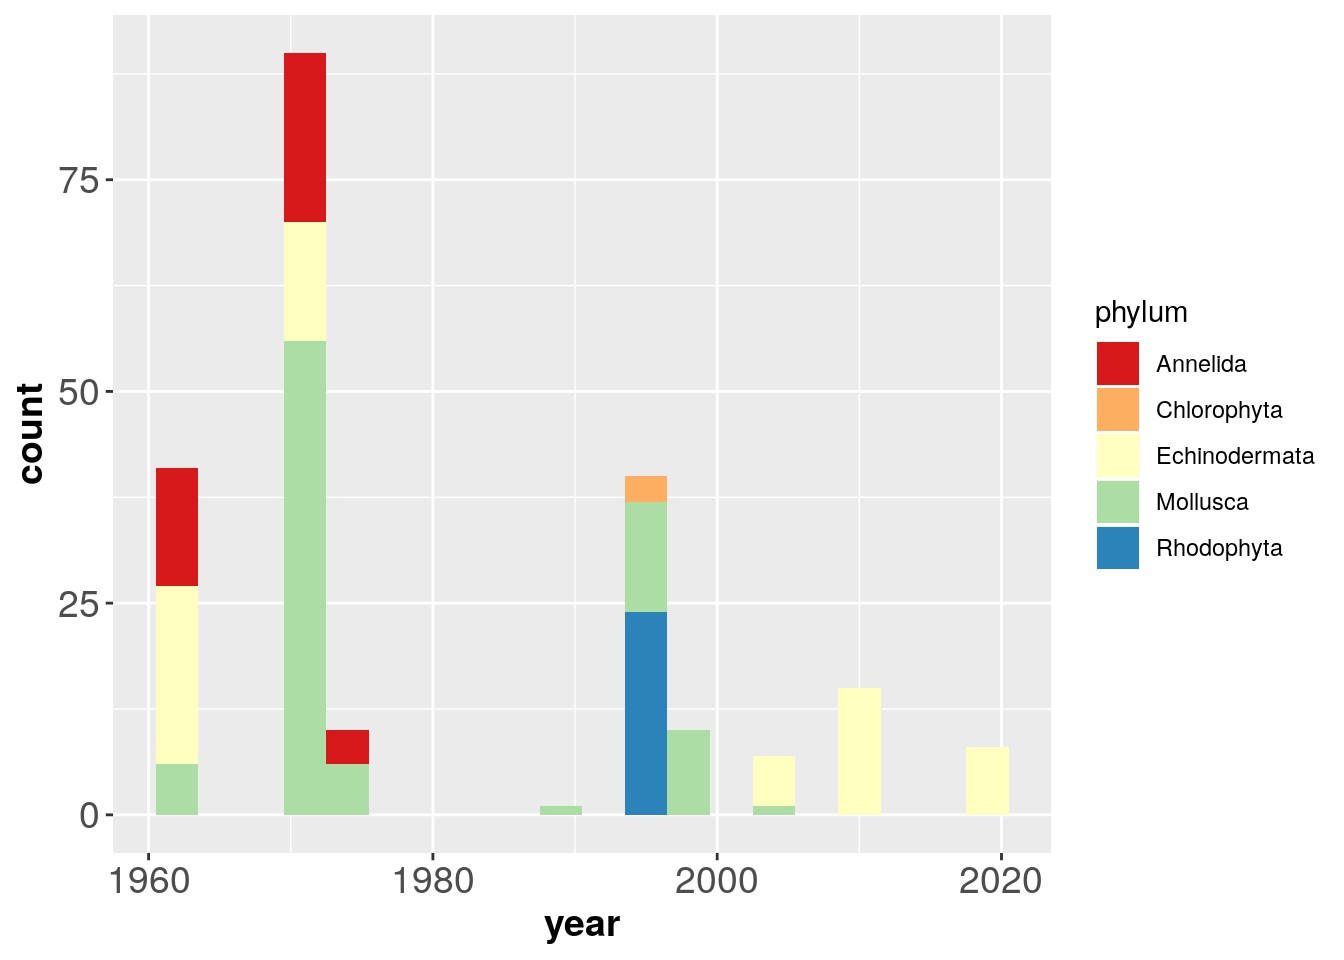 75
50
25
0
count
1960 1980 2000 2020
year
phylum
Annelida
Chlorophyta
Echinodermata
Mollusca
Rhodophyta